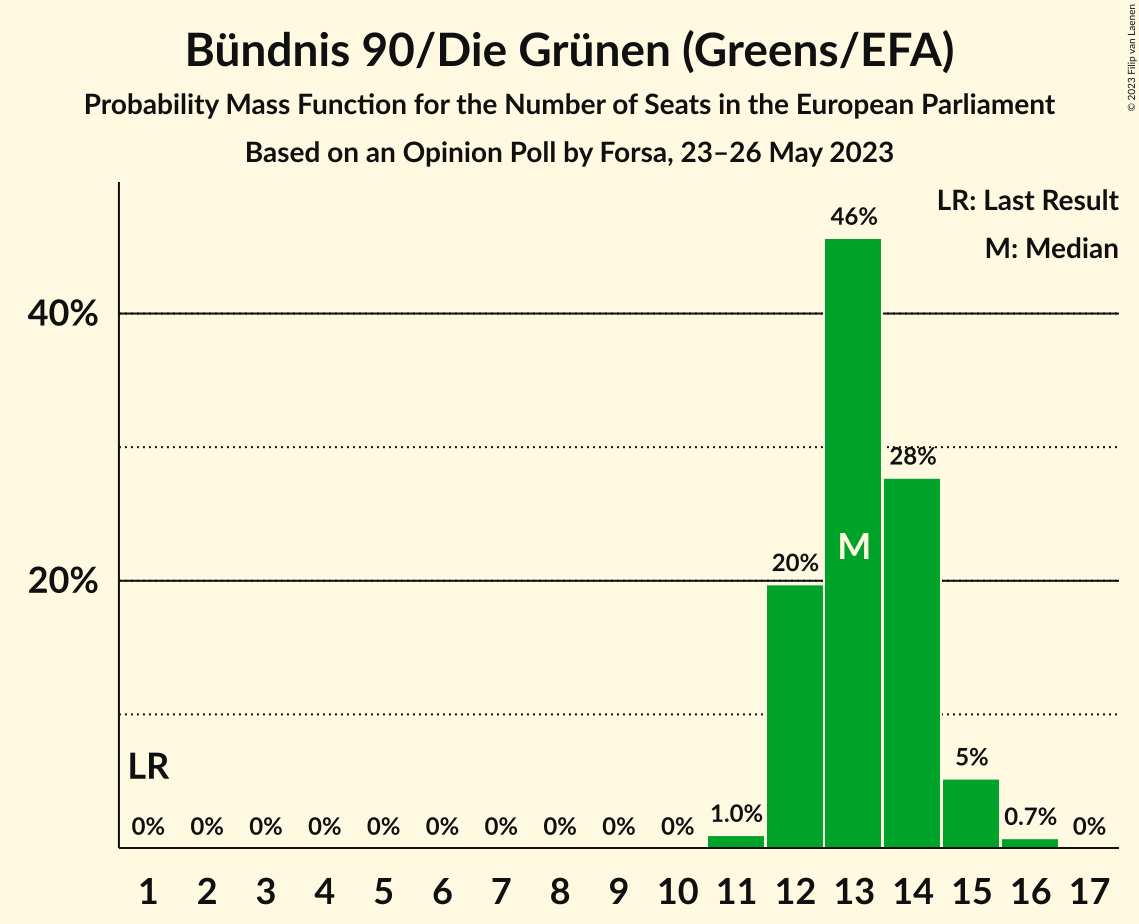 Bündnis 90/Die Grünen (Greens/EFA)
Probability Mass Function for the Number of Seats in the European Parliament
Based on an Opinion Poll by Forsa, 23–26 May 2023
© 2023 Filip van Laenen
LR: Last Result
M: Median
46%
40%
28%
M
20%
20%
LR
5%
0% 0% 0% 0% 0% 0% 0% 0% 0% 0% 1.0% 0.7% 0%
1 2 3 4 5 6 7 8 9 10 11 12 13 14 15 16 17